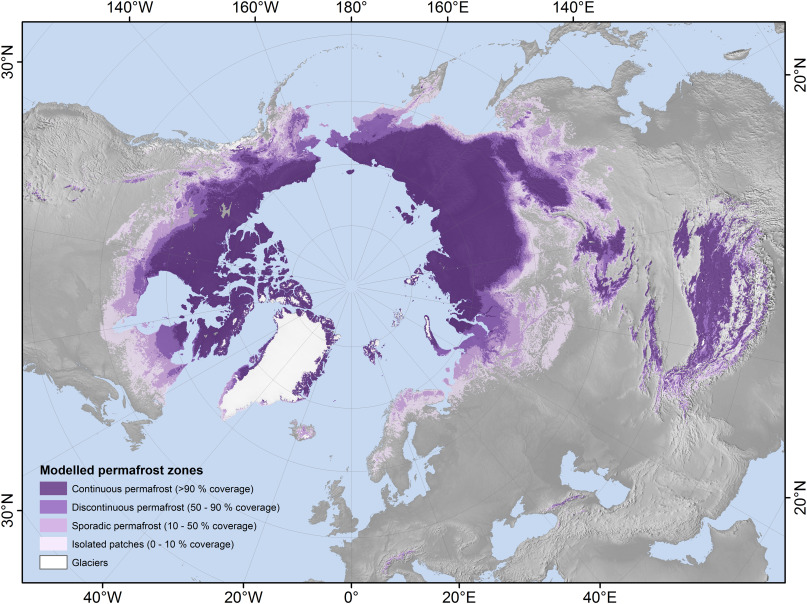 140°W 160°W 180° 160°E 140°E
30°N
20°N
Modelled permafrost zones
Continuous permafrost (>90 % coverage)
Discontinuous permafrost (50 - 90 % coverage)
Sporadic permafrost (10 - 50 % coverage)
Isolated patches (0 - 10 % coverage)
Glaciers
30°N
20°N
40°W 20°W 0° 20°E 40°E